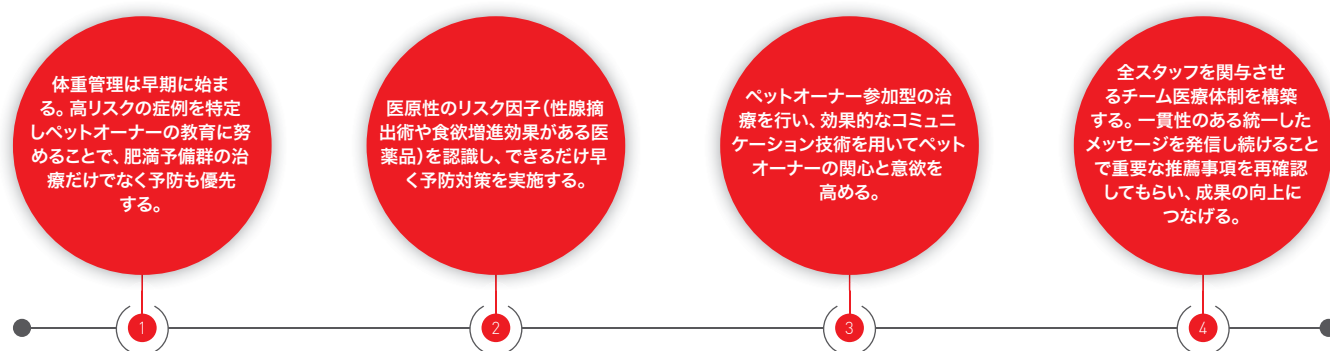 体重管理は早期に始ま
る。高リスクの症例を特定
しペットオーナーの教育に努
めることで、肥満予備群の治
療だけでなく予防も優先
する。
1
医原性のリスク因子（性腺摘
出術や食欲増進効果がある医
薬品）を認識し、できるだけ早
く予防対策を実施する。
2
ペットオーナー参加型の治
療を行い、効果的なコミュニ
ケーション技術を用いてペット
オーナーの関心と意欲を
高める。
3
全スタッフを関与させ
るチーム医療体制を構築
する。一貫性のある統一した
メッセージを発信し続けること
で重要な推薦事項を再確認
してもらい、成果の向上に
つなげる。
4